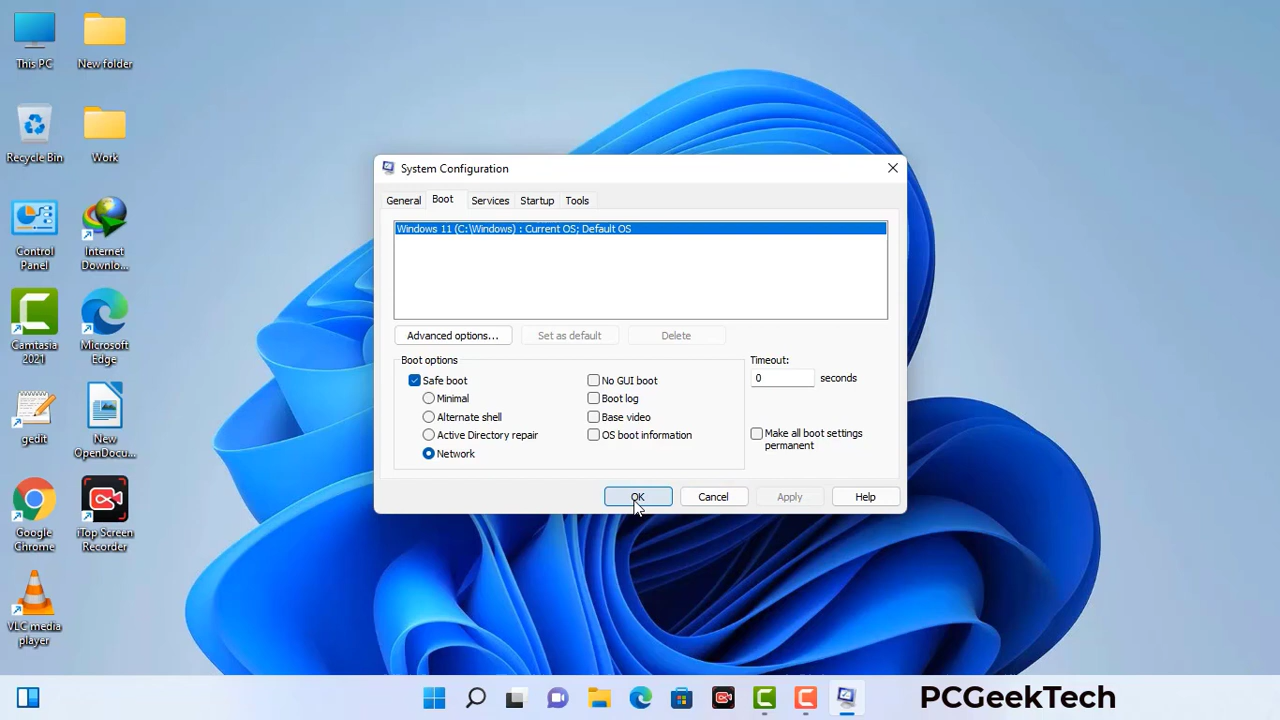 This PC
New folder
Recycle Bin
Work
Control
Panel
Internet
Downlo...
Camtasia
2021
Microsoft
Edge
gedit
New
OpenDocu...
Google
Chrome
iTop Screen
Recorder
VLC media
player
System Configuration
General
Boot
Services
Startup
Tools
Windows 11 (C:\Windows) : Current OS; Default OS
Advanced options...
Set as default
Delete
Boot options
Safe boot
Minimal
Alternate shell
Active Directory repair
Network
No GUI boot
Boot log
Base video
OS boot information
Timeout:
0 seconds
Make all boot settings
permanent
OK
Cancel
Apply
Help
PCGeekTech